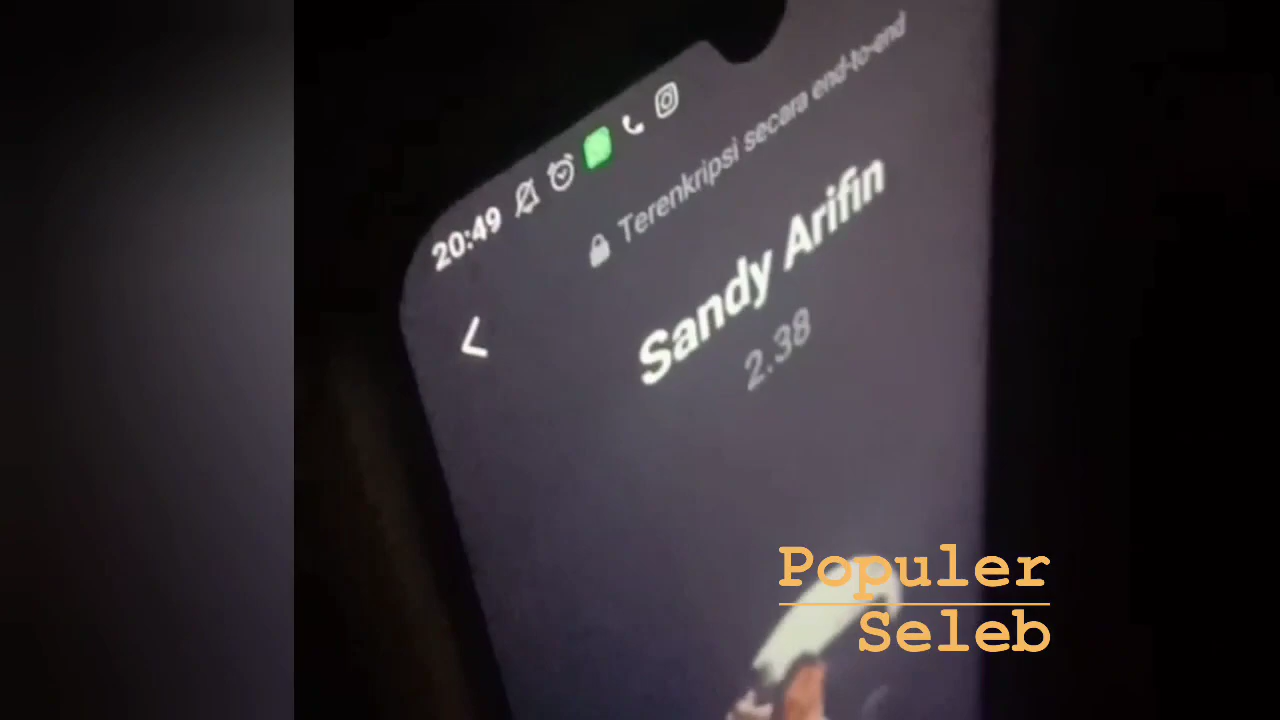 20:49
Terenkripsi secara end-to-end
Sandy Arifin
2.38
Populer
Seleb